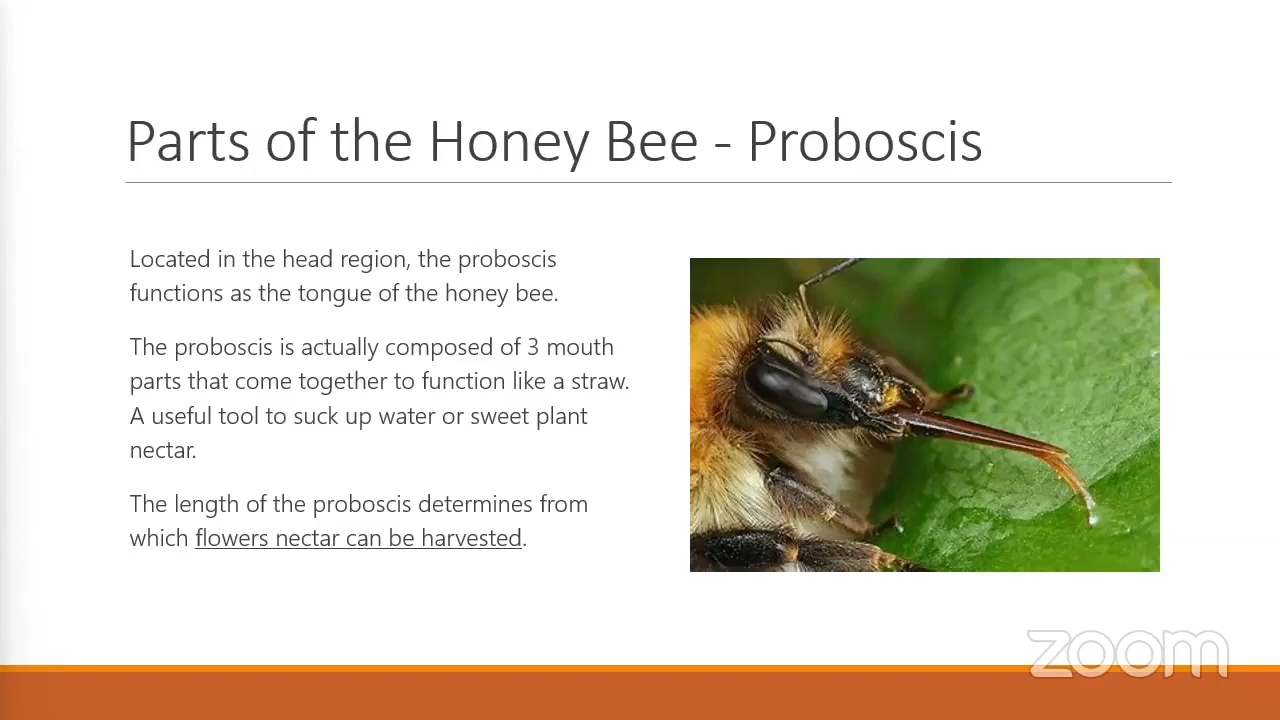 Parts of the Honey Bee - Proboscis
Located in the head region, the proboscis
functions as the tongue of the honey bee.
The proboscis is actually composed of 3 mouth
parts that come together to function like a straw.
A useful tool to suck up water or sweet plant
nectar.
The length of the proboscis determines from
which flowers nectar can be harvested.
zoom